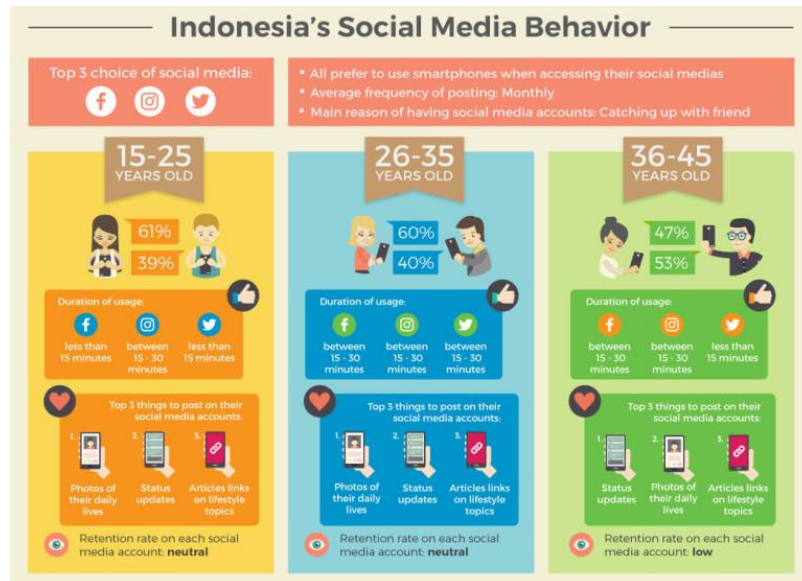 Indonesia's Social Media Behavior
Top 3 choice of social media:
• All prefer to use smartphones when accessing their social medias
• Average frequency of posting: Monthly
• Main reason of having social media accounts: Catching up with friend
15-25
YEARS OLD
61%
39%
Duration of usage:
less than
15 minutes
between
15 - 30
minutes
less than
15 minutes
Top 3 things to post on their
social media accounts:
1.
Photos of
their daily
lives
2.
Status
updates
3.
Articles links
on lifestyle
topics
Retention rate on each social
media account: neutral
26-35
YEARS OLD
60%
40%
Duration of usage:
between
15 - 30
minutes
between
15 - 30
minutes
between
15 - 30
minutes
Top 3 things to post on their
social media accounts:
1.
Photos of
their daily
lives
2.
Status
updates
3.
Articles links
on lifestyle
topics
Retention rate on each social
media account: neutral
36-45
YEARS OLD
47%
53%
Duration of usage:
between
15 - 30
minutes
between
15 - 30
minutes
less than
15 minutes
Top 3 things to post on their
social media accounts:
1.
Status
updates
2.
Photos of
their daily
lives
3.
Articles links
on lifestyle
topics
Retention rate on each social
media account: low